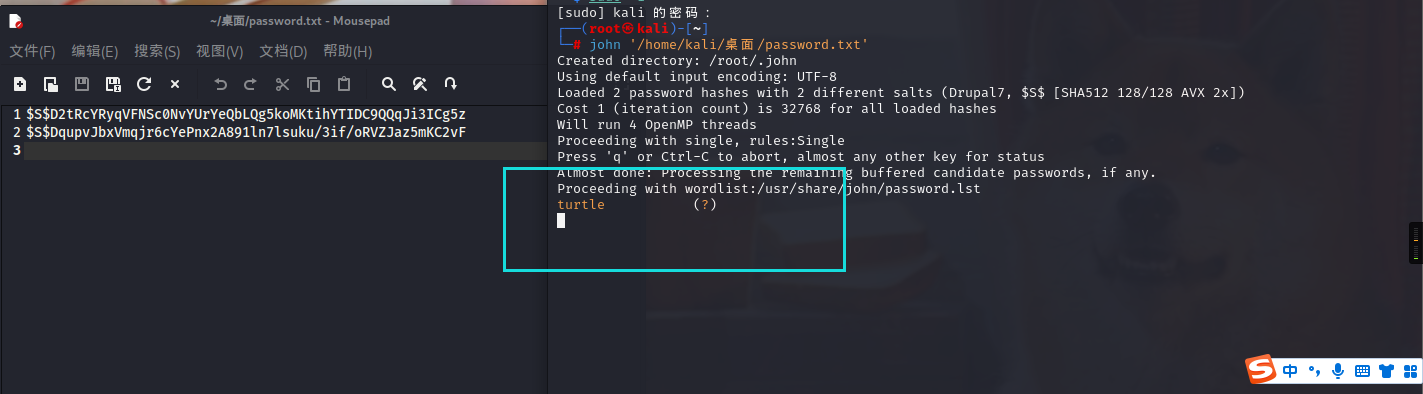 ~/桌面/password.txt - Mousepad
文件(F) 编辑(E) 搜索(S) 视图(V) 文档(D) 帮助(H)
1 $S$D2tRcYRyqVFNSc0NvYUrYeQbLQg5koMKtihYTIDC9QQqJi3ICg5z
2 $S$DqupvJbxVmqjr6cYePnx2A891ln7lsuku/3if/oRVZJaz5mKC2vF
3
[sudo] kali 的密码：
┌──(root㉿kali)-[~]
└─# john '/home/kali/桌面/password.txt'
Created directory: /root/.john
Using default input encoding: UTF-8
Loaded 2 password hashes with 2 different salts (Drupal7, $S$ [SHA512 128/128 AVX 2x])
Cost 1 (iteration count) is 32768 for all loaded hashes
Will run 4 OpenMP threads
Proceeding with single, rules:Single
Press 'q' or Ctrl-C to abort, almost any other key for status
Almost done: Processing the remaining buffered candidate passwords, if any.
Proceeding with wordlist:/usr/share/john/password.lst
turtle (?)
S 中